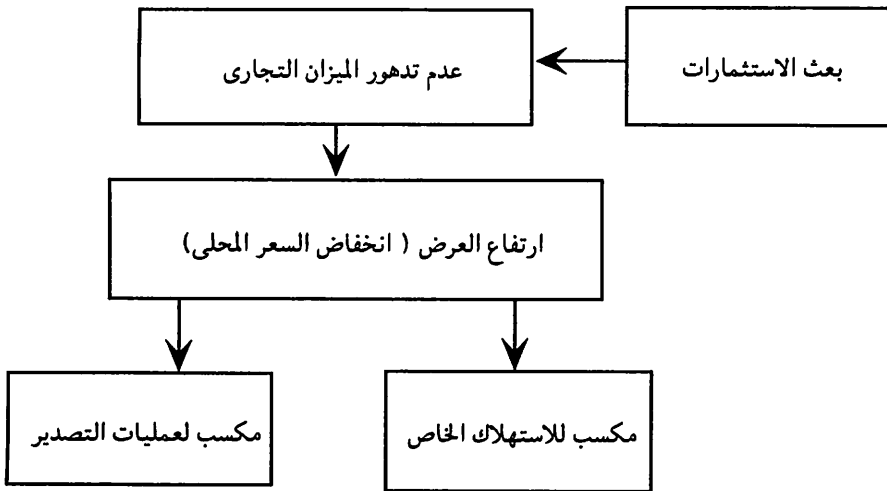 بعث الاستثمارات
عدم تدهور الميزان التجارى
ارتفاع العرض ( انخفاض السعر المحلى)
مكسب للاستهلاك الخاص
مكسب لعمليات التصدير